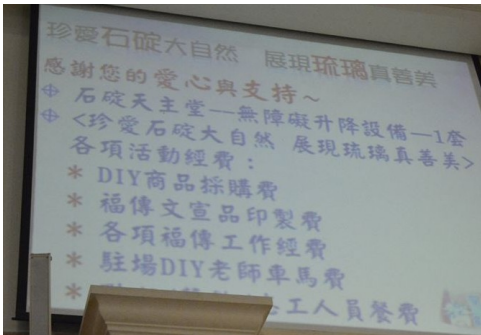 珍愛石碇大自然 展現琉璃真善美
感謝您的愛心與支持~
石碇天主堂—無障礙升降設備—1套
<珍愛石碇大自然 展現琉璃真善美>
各項活動經費:
* DIY商品採購費
* 福傳文宣品印製費
* 各項福傳工作經費
* 駐場DIY老師車馬費
* 志工人員餐費